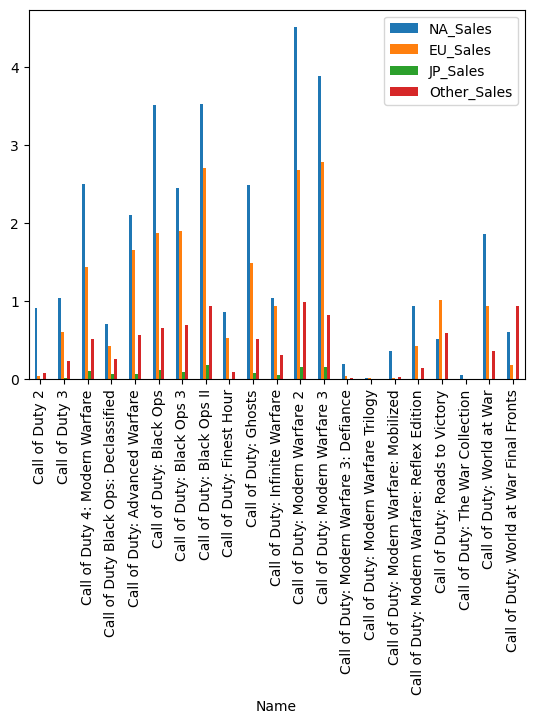 NA_Sales
EU_Sales
JP_Sales
Other_Sales
4
3
2
1
0
Call of Duty 2
Call of Duty 3
Call of Duty 4: Modern Warfare
Call of Duty Black Ops: Declassified
Call of Duty: Advanced Warfare
Call of Duty: Black Ops
Call of Duty: Black Ops 3
Call of Duty: Black Ops II
Call of Duty: Finest Hour
Call of Duty: Ghosts
Call of Duty: Infinite Warfare
Call of Duty: Modern Warfare 2
Call of Duty: Modern Warfare 3
Call of Duty: Modern Warfare 3: Defiance
Call of Duty: Modern Warfare Trilogy
Call of Duty: Modern Warfare: Mobilized
Call of Duty: Modern Warfare: Reflex Edition
Call of Duty: Roads to Victory
Call of Duty: The War Collection
Call of Duty: World at War
Call of Duty: World at War Final Fronts
Name